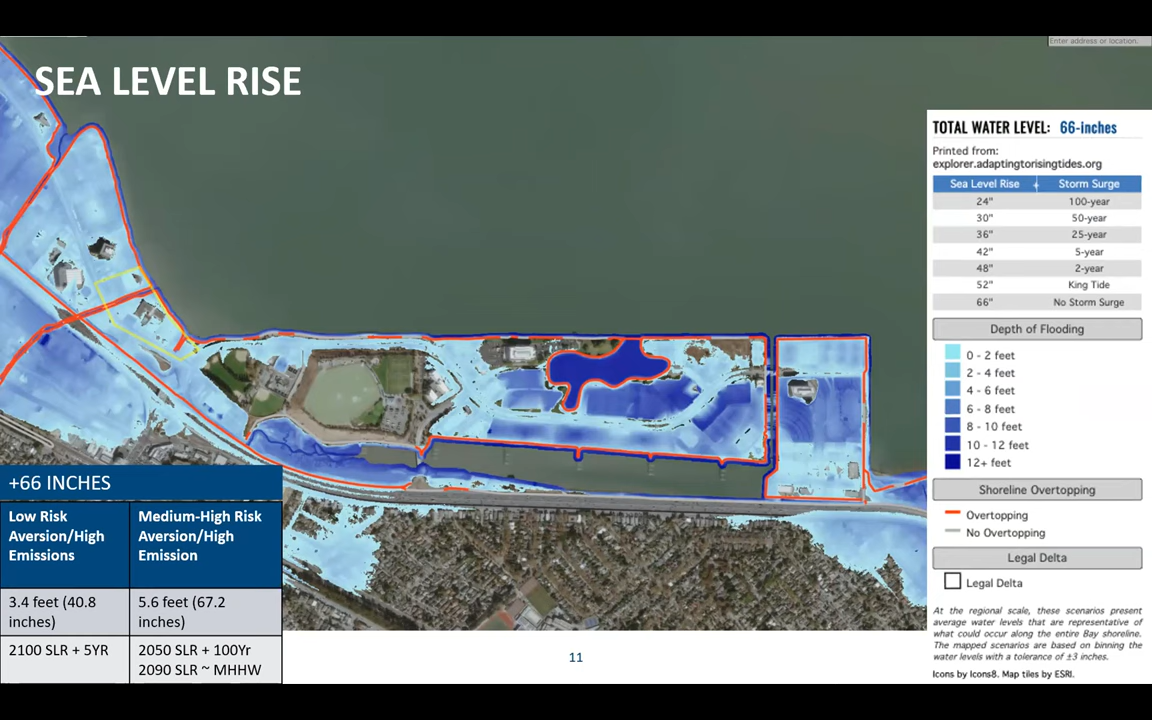 Enter address or location.
SEA LEVEL RISE
TOTAL WATER LEVEL: 66-inches
Printed from:
explorer.adaptingtorisingtides.org
Sea Level Rise + Storm Surge
24" 100-year
30" 50-year
36" 25-year
42" 5-year
48" 2-year
52" King Tide
66" No Storm Surge
Depth of Flooding
0 - 2 feet
2 - 4 feet
4 - 6 feet
6 - 8 feet
8 - 10 feet
10 - 12 feet
12+ feet
Shoreline Overtopping
Overtopping
No Overtopping
Legal Delta
Legal Delta
At the regional scale, these scenarios present
average water levels that are representative of
what could occur along the entire Bay shoreline.
The mapped scenarios are based on binning the
water levels with a tolerance of ±3 inches.
Icons by Icons8. Map tiles by ESRI.
+66 INCHES
Low Risk
Aversion/High
Emissions
Medium-High Risk
Aversion/High
Emission
3.4 feet (40.8
inches)
5.6 feet (67.2
inches)
2100 SLR + 5YR
2050 SLR + 100Yr
2090 SLR ~ MHHW
11